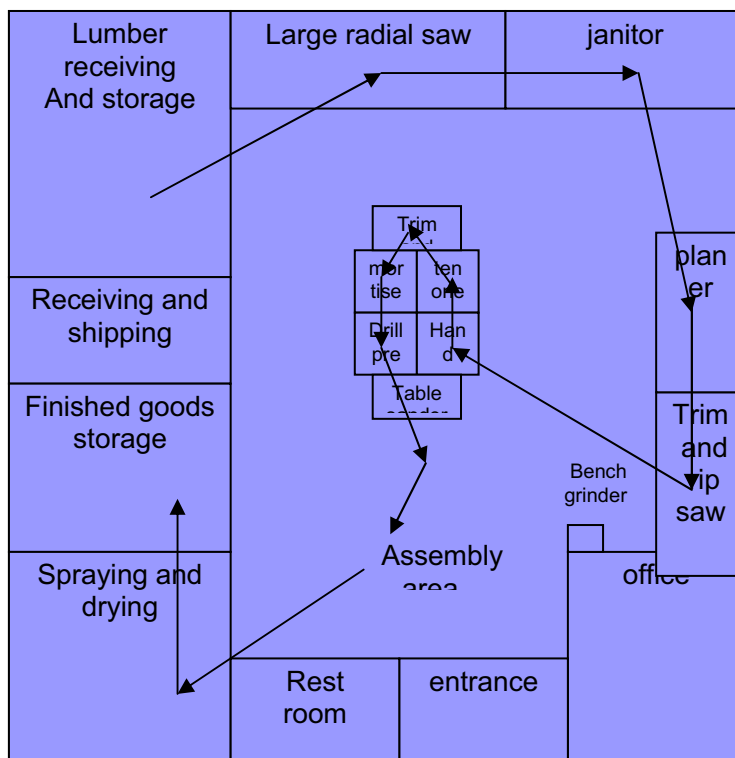 Lumber
receiving
And storage
Large radial saw
janitor
Trim
mor
tise
ten
one
plan
er
Receiving and
shipping
Drill
pre
Han
d
Finished goods
storage
Table
Trim
and
rip
saw
Bench
grinder
Assembly
area
Spraying and
drying
office
Rest
room
entrance